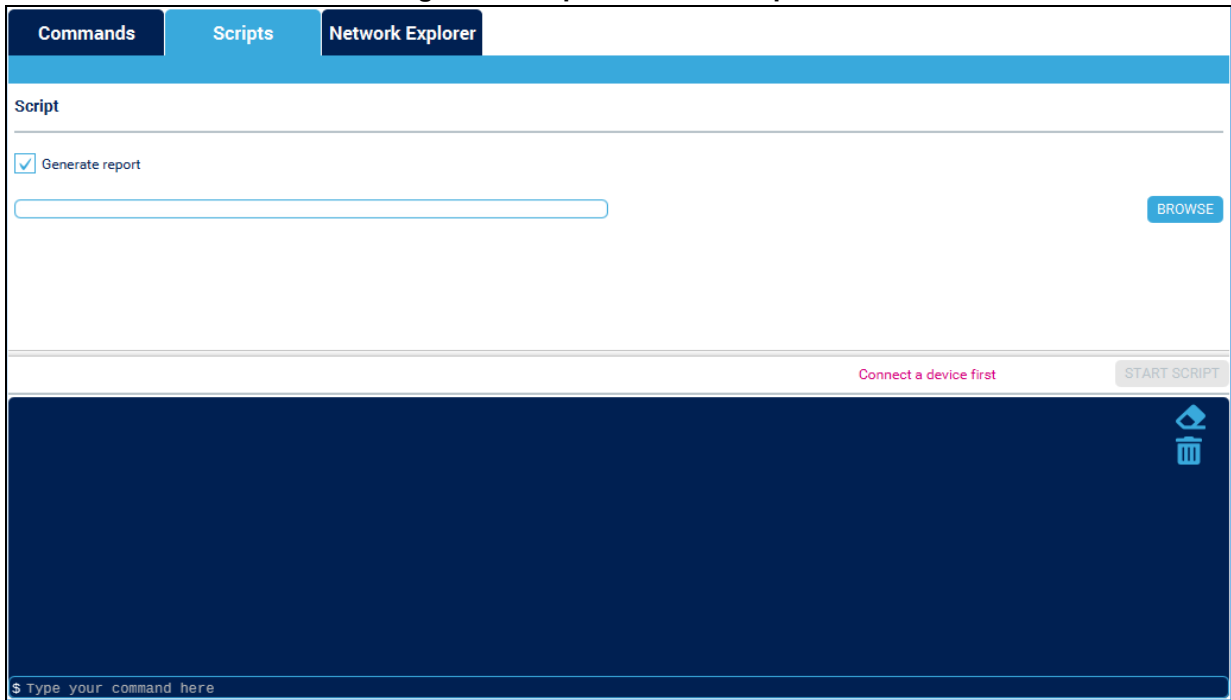 Commands Scripts Network Explorer
Script
Generate report
BROWSE
Connect a device first START SCRIPT
$ Type your command here